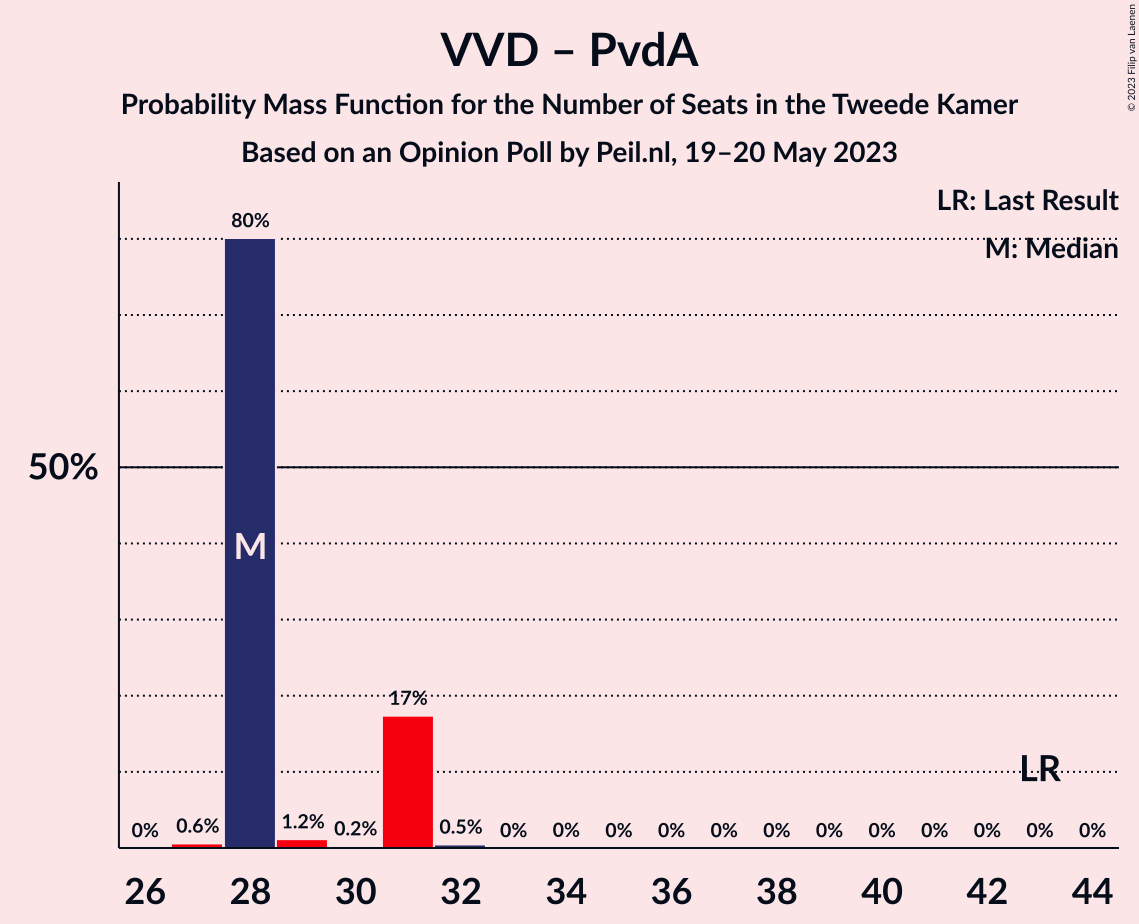 VVD – PvdA
Probability Mass Function for the Number of Seats in the Tweede Kamer
Based on an Opinion Poll by Peil.nl, 19–20 May 2023
© 2023 Filip van Laenen
LR: Last Result
M: Median
50%
80%
M
17%
LR
0% 0.6% 1.2% 0.2% 0.5% 0% 0% 0% 0% 0% 0% 0% 0% 0% 0% 0% 0%
26 28 30 32 34 36 38 40 42 44